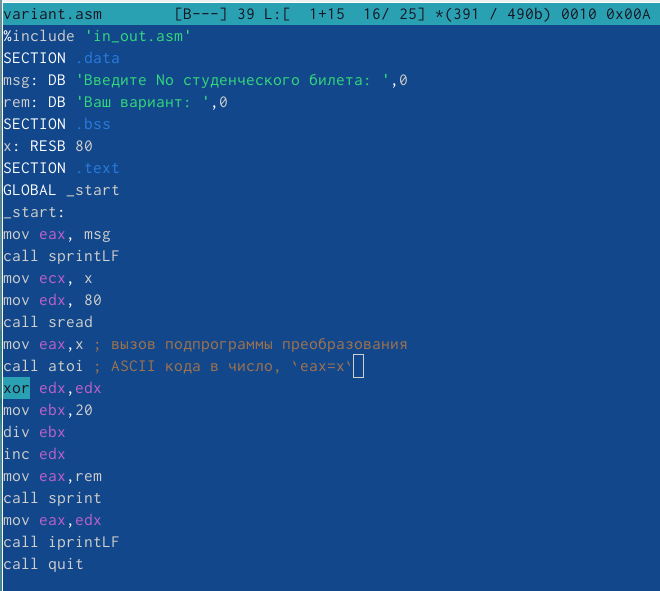 variant.asm [B---] 39 L:[ 1+15 16/ 25] *(391 / 490b) 0010 0x00A
%include 'in_out.asm'
SECTION .data
msg: DB 'Введите No студенческого билета: ',0
rem: DB 'Ваш вариант: ',0
SECTION .bss
x: RESB 80
SECTION .text
GLOBAL _start
_start:
mov eax, msg
call sprintLF
mov ecx, x
mov edx, 80
call sread
mov eax,x ; вызов подпрограммы преобразования
call atoi ; ASCII кода в число, `eax=x`
xor edx,edx
mov ebx,20
div ebx
inc edx
mov eax,rem
call sprint
mov eax,edx
call iprintLF
call quit